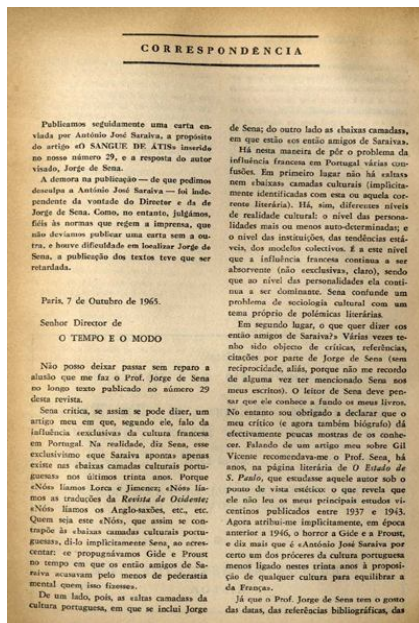 CORRESPONDÊNCIA
Publicamos seguidamente uma carta en-
viada por António José Saraiva, a propósito
do artigo «O SANGUE DE ÁTIS» inserido
no nosso número 29, e a resposta do autor
visado, Jorge de Sena.
A demora na publicação — de que pedimos
desculpa a António José Saraiva — foi inde-
pendente da vontade do Director e da de
Jorge de Sena. Como, no entanto, julgámos,
fiéis às normas que regem a imprensa, que
não devíamos publicar uma carta sem a ou-
tra, e houve dificuldade em localizar Jorge de
Sena, a publicação dos textos teve que ser
retardada.
Paris, 7 de Outubro de 1965.
Senhor Director de
O TEMPO E O MODO
Não posso deixar passar sem reparo a
alusão que me faz o Prof. Jorge de Sena
no longo texto publicado no número 29
desta revista.
Sena critica, se assim se pode dizer, um
artigo meu em que, segundo ele, falo da
influência «exclusiva» da cultura francesa
em Portugal. Na realidade, diz Sena, esse
exclusivismo «que Saraiva aponta» apenas
existe nas «baixas camadas culturais portu-
guesas» nos últimos trinta anos. Porque
«Nós» líamos Lorca e Jimenez; «Nós» lía-
mos as traduções da Revista de Ocidente;
«Nós» líamos os Anglo-saxões, etc., etc.
Quem seja este «Nós», que assim se con-
trapõe às «baixas camadas culturais portu-
guesas», di-lo implicitamente Sena, ao acres-
centar: «e propugnávamos Gide e Proust
no tempo em que os então amigos de Sa-
raiva acusavam pelo menos de pederastia
mental quem isso fizesse».
De um lado, pois, as «altas camadas» da
cultura portuguesa, em que se inclui Jorge
de Sena; do outro lado as «baixas camadas»,
em que estão «os então amigos de Saraiva».
Há nesta maneira de pôr o problema da
influência francesa em Portugal várias con-
fusões. Em primeiro lugar não há «altas»
nem «baixas» camadas culturais (implicita-
mente identificadas com esta ou aquela cor-
rente literária). Há, sim, diferentes níveis
de realidade cultural: o nível das persona-
lidades mais ou menos auto-determinadas; e
o nível das instituições, das tendências está-
veis, dos modelos colectivos. É a este nível
que a influência francesa continua a ser
absorvente (não «exclusiva», claro), sendo
que ao nível das personalidades ela conti-
nua a ser dominante. Sena confunde um
problema de sociologia cultural com um
tema próprio de polémicas literárias.
Em segundo lugar, o que quer dizer «os
então amigos de Saraiva?» Várias vezes te-
nho sido objecto de críticas, referências,
citações por parte de Jorge de Sena (sem
reciprocidade, aliás, porque não me recordo
de alguma vez ter mencionado Sena nos
meus escritos). O leitor de Sena deve pen-
sar que ele conhece a fundo os meus livros.
No entanto sou obrigado a declarar que o
meu crítico (e agora também biógrafo) dá
efectivamente poucas mostras de os conhe-
cer. Falando de um artigo meu sobre Gil
Vicente recomendava-me o Prof. Sena, há
anos, na página literária de O Estado de
S. Paulo, que estudasse aquele autor sob o
ponto de vista estético: o que revela que
ele não leu os meus principais estudos vi-
centinos publicados entre 1937 e 1943.
Agora atribui-me implicitamente, em época
anterior a 1946, o horror a Gide e a Proust,
e diz mais que é «António José Saraiva por
certo um dos próceres da cultura portuguesa
menos ligado nestes trinta anos à proposi-
ção de qualquer cultura para equilibrar a
da França».
Já que o Prof. Jorge de Sena tem o gosto
das datas, das referências bibliográficas, das